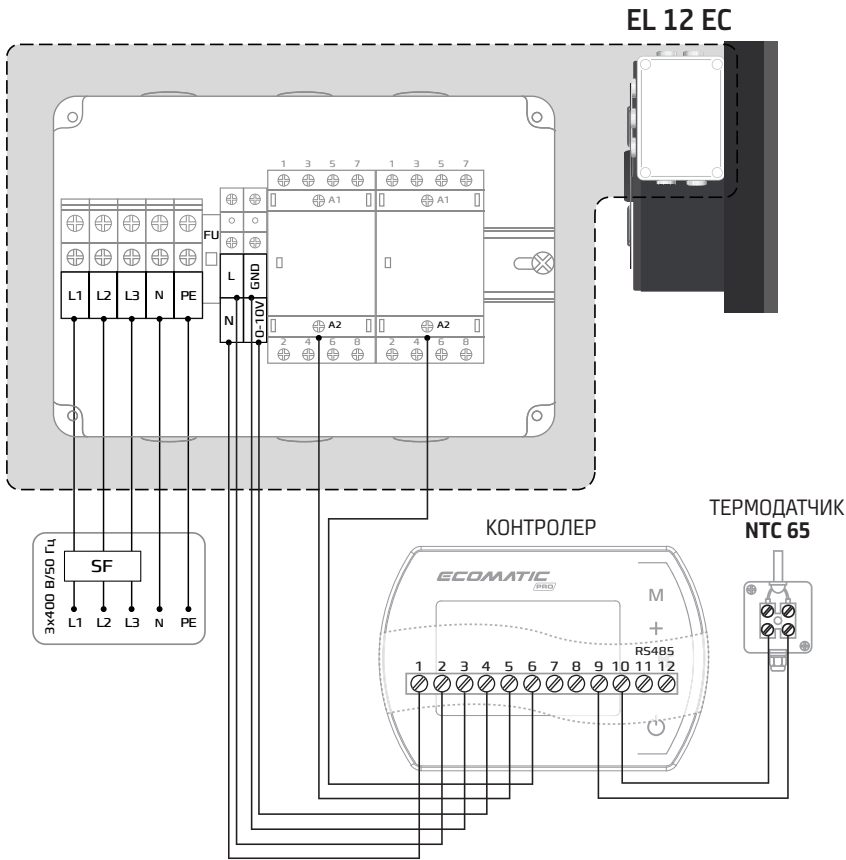 EL 12 EC
1 3 5 7 1 3 5 7
A1 A1
FU
L GND
L1 L2 L3 N PE
N 0-10V
A2 A2
2 4 6 8 2 4 6 8
ТЕРМОДАТЧИК
NTC 65
КОНТРОЛЕР
3x400 В/50 Гц
SF
L1 L2 L3 N PE
ECOMATIC
PRO
M
+
RS485
1 2 3 4 5 6 7 8 9 10 11 12